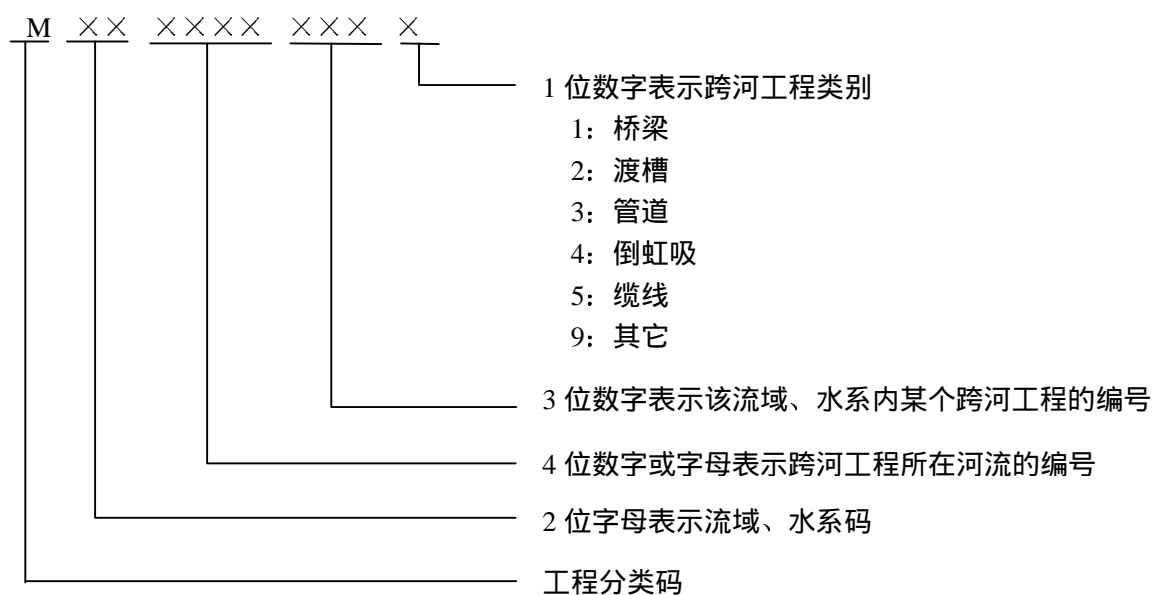 M ×× ×××× ××× ×
1 位数字表示跨河工程类别
1：桥梁
2：渡槽
3：管道
4：倒虹吸
5：缆线
9：其它
3 位数字表示该流域、水系内某个跨河工程的编号
4 位数字或字母表示跨河工程所在河流的编号
2 位字母表示流域、水系码
工程分类码